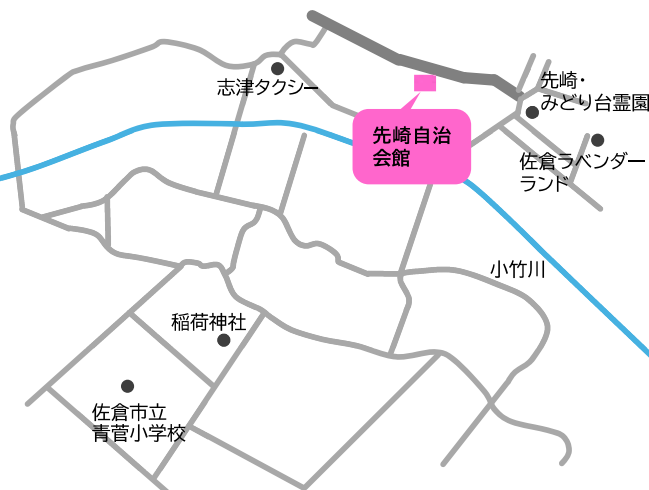 志津タクシー
先崎・
みどり台霊園
先崎自治
会館
佐倉ラベンダー
ランド
小竹川
稲荷神社
佐倉市立
青菅小学校